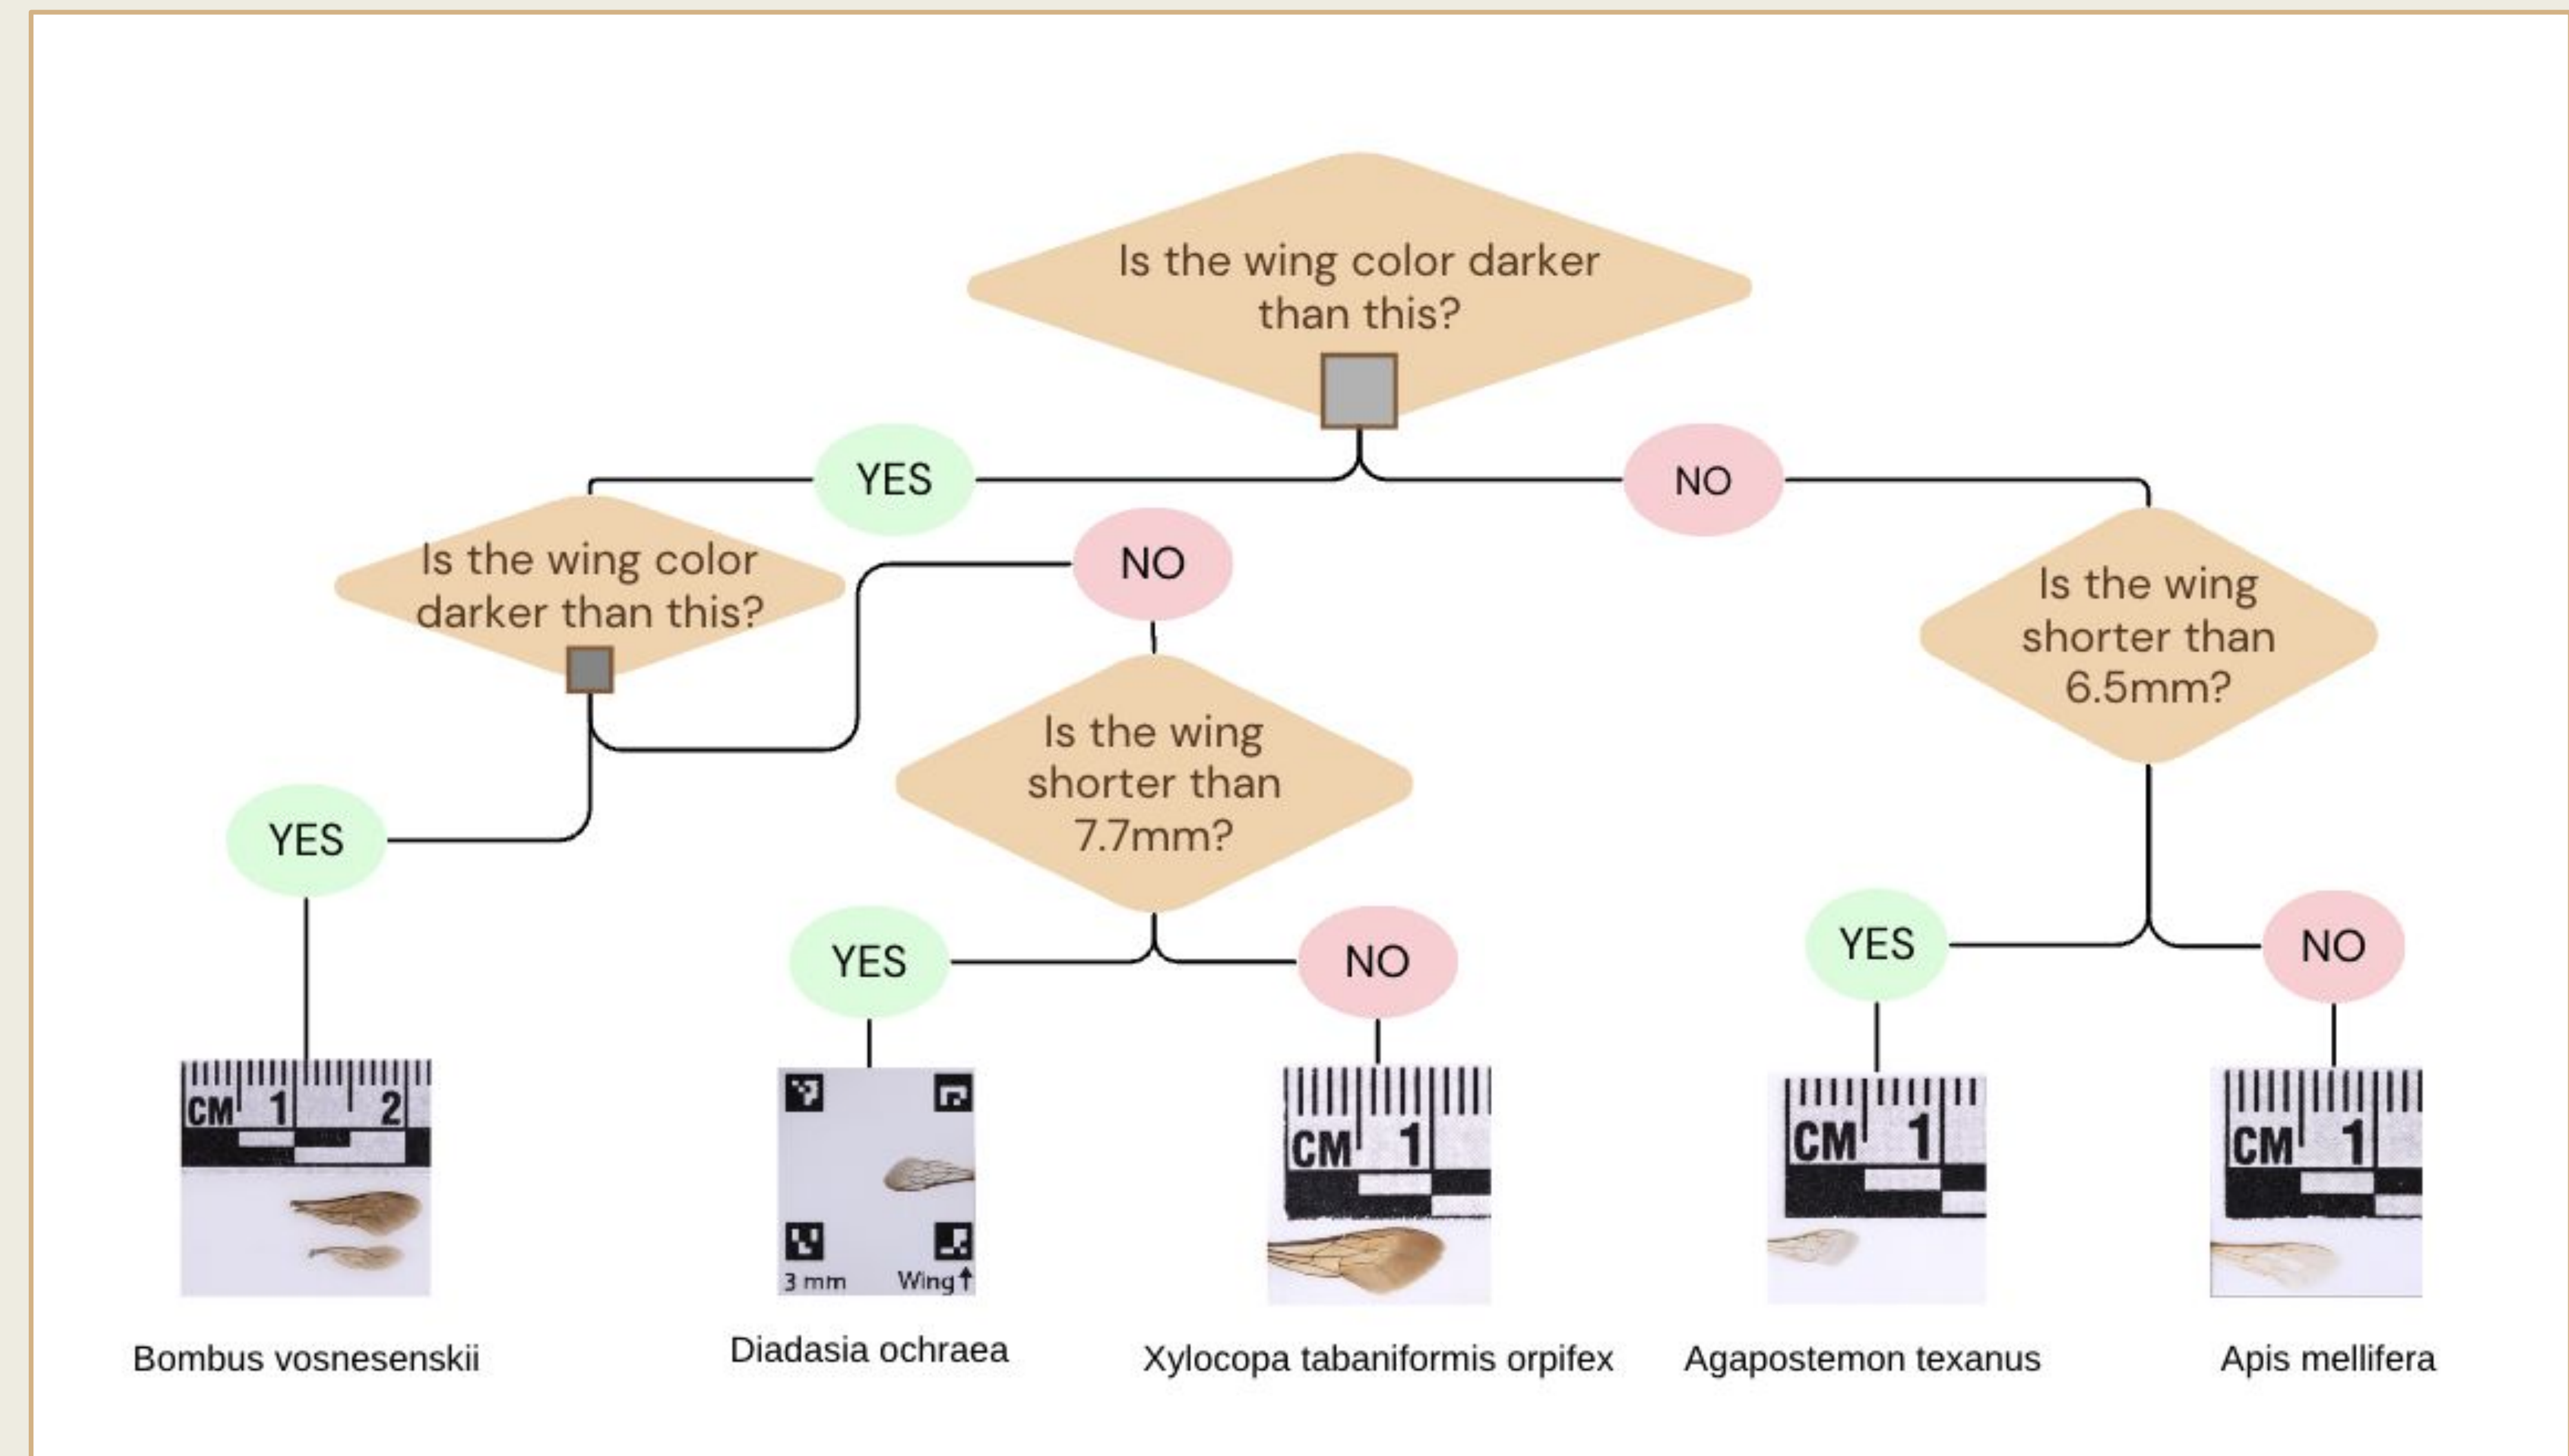 Is the wing color darker
than this?
YES
NO
Is the wing color
darker than this?
NO
Is the wing
shorter than
6.5mm?
Is the wing
shorter than
7.7mm?
YES
YES
NO
YES
NO
CM 1 2
3 mm Wing↑
CM 1
CM 1
CM 1
Bombus vosnesenskii
Diadasia ochraea
Xylocopa tabaniformis orpifex
Agapostemon texanus
Apis mellifera